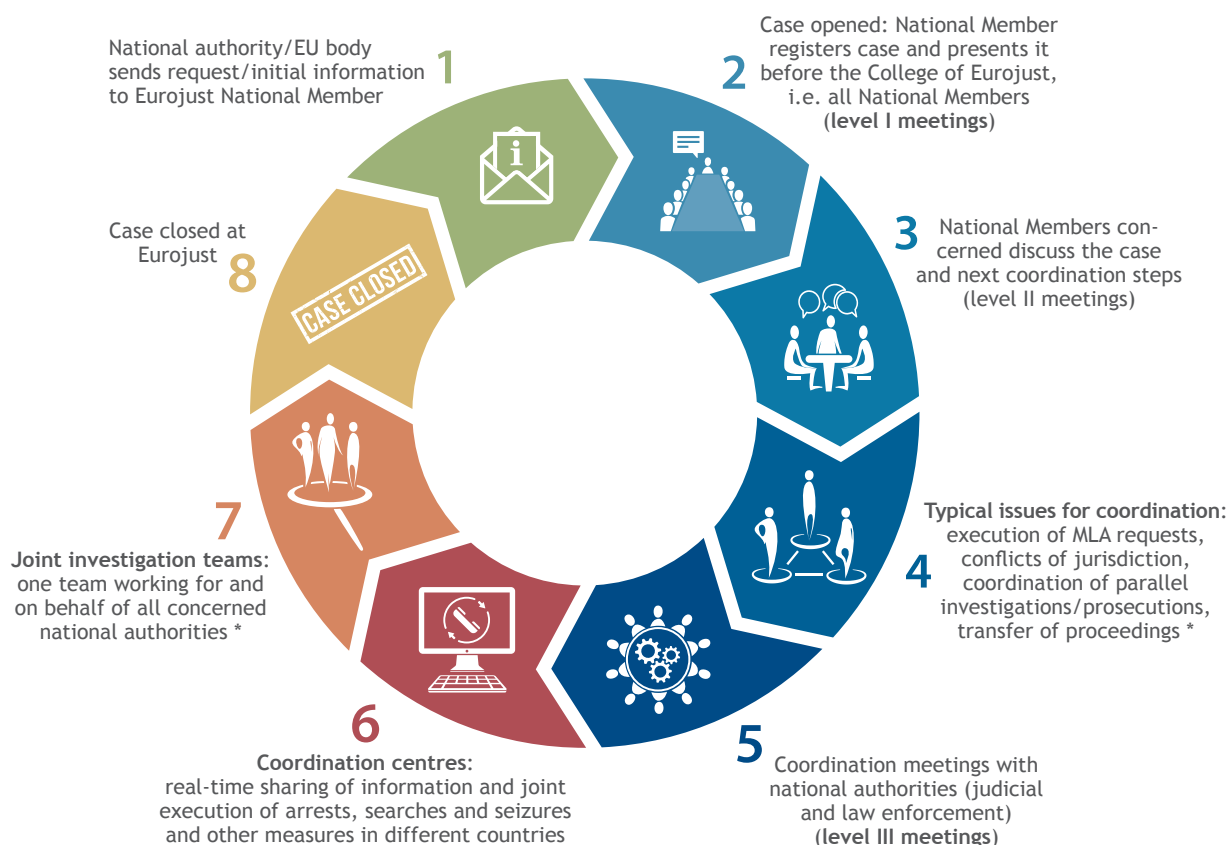 National authority/EU body
sends request/initial information
to Eurojust National Member
1
2
Case opened: National Member
registers case and presents it
before the College of Eurojust,
i.e. all National Members
(level I meetings)
3
National Members con-
cerned discuss the case
and next coordination steps
(level II meetings)
4
Typical issues for coordination:
execution of MLA requests,
conflicts of jurisdiction,
coordination of parallel
investigations/prosecutions,
transfer of proceedings *
5
Coordination meetings with
national authorities (judicial
and law enforcement)
(level III meetings)
6
Coordination centres:
real-time sharing of information and joint
execution of arrests, searches and seizures
and other measures in different countries
7
Joint investigation teams:
one team working for and
on behalf of all concerned
national authorities *
Case closed at
Eurojust
8
CASE CLOSED
i